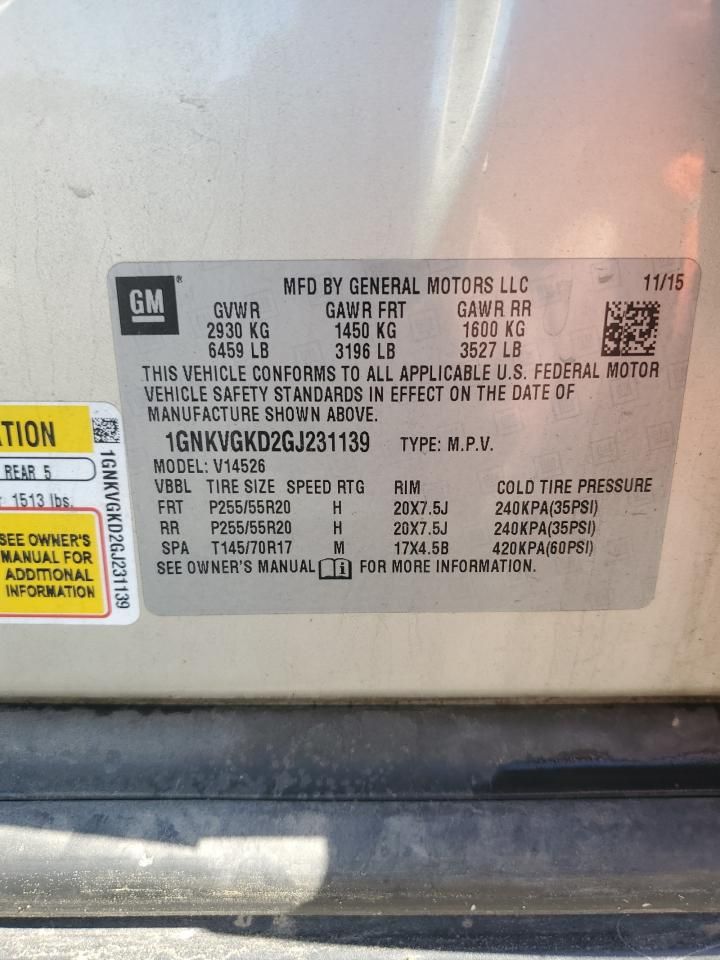 GM ®
MFD BY GENERAL MOTORS LLC 11/15
GVWR GAWR FRT GAWR RR
2930 KG 1450 KG 1600 KG
6459 LB 3196 LB 3527 LB
THIS VEHICLE CONFORMS TO ALL APPLICABLE U.S. FEDERAL MOTOR
VEHICLE SAFETY STANDARDS IN EFFECT ON THE DATE OF
MANUFACTURE SHOWN ABOVE.
1GNKVGKD2GJ231139 TYPE: M.P.V.
MODEL: V14526
VBBL TIRE SIZE SPEED RTG RIM COLD TIRE PRESSURE
FRT P255/55R20 H 20X7.5J 240KPA(35PSI)
RR P255/55R20 H 20X7.5J 240KPA(35PSI)
SPA T145/70R17 M 17X4.5B 420KPA(60PSI)
SEE OWNER'S MANUAL i FOR MORE INFORMATION.
REAR 5
1513 lbs.
SEE OWNER'S
MANUAL FOR
ADDITIONAL
INFORMATION
1GNKVGKD2GJ231139